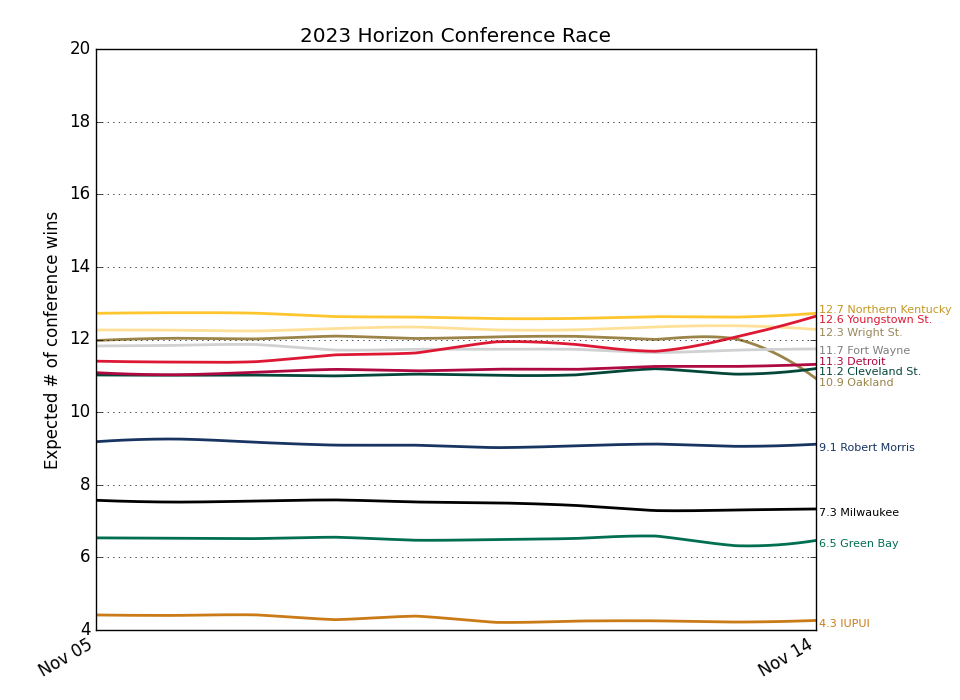 2023 Horizon Conference Race
Expected # of conference wins
20
18
16
14
12
10
8
6
4
Nov 05
Nov 14
12.7 Northern Kentucky
12.6 Youngstown St.
12.3 Wright St.
11.7 Fort Wayne
11.3 Detroit
11.2 Cleveland St.
10.9 Oakland
9.1 Robert Morris
7.3 Milwaukee
6.5 Green Bay
4.3 IUPUI